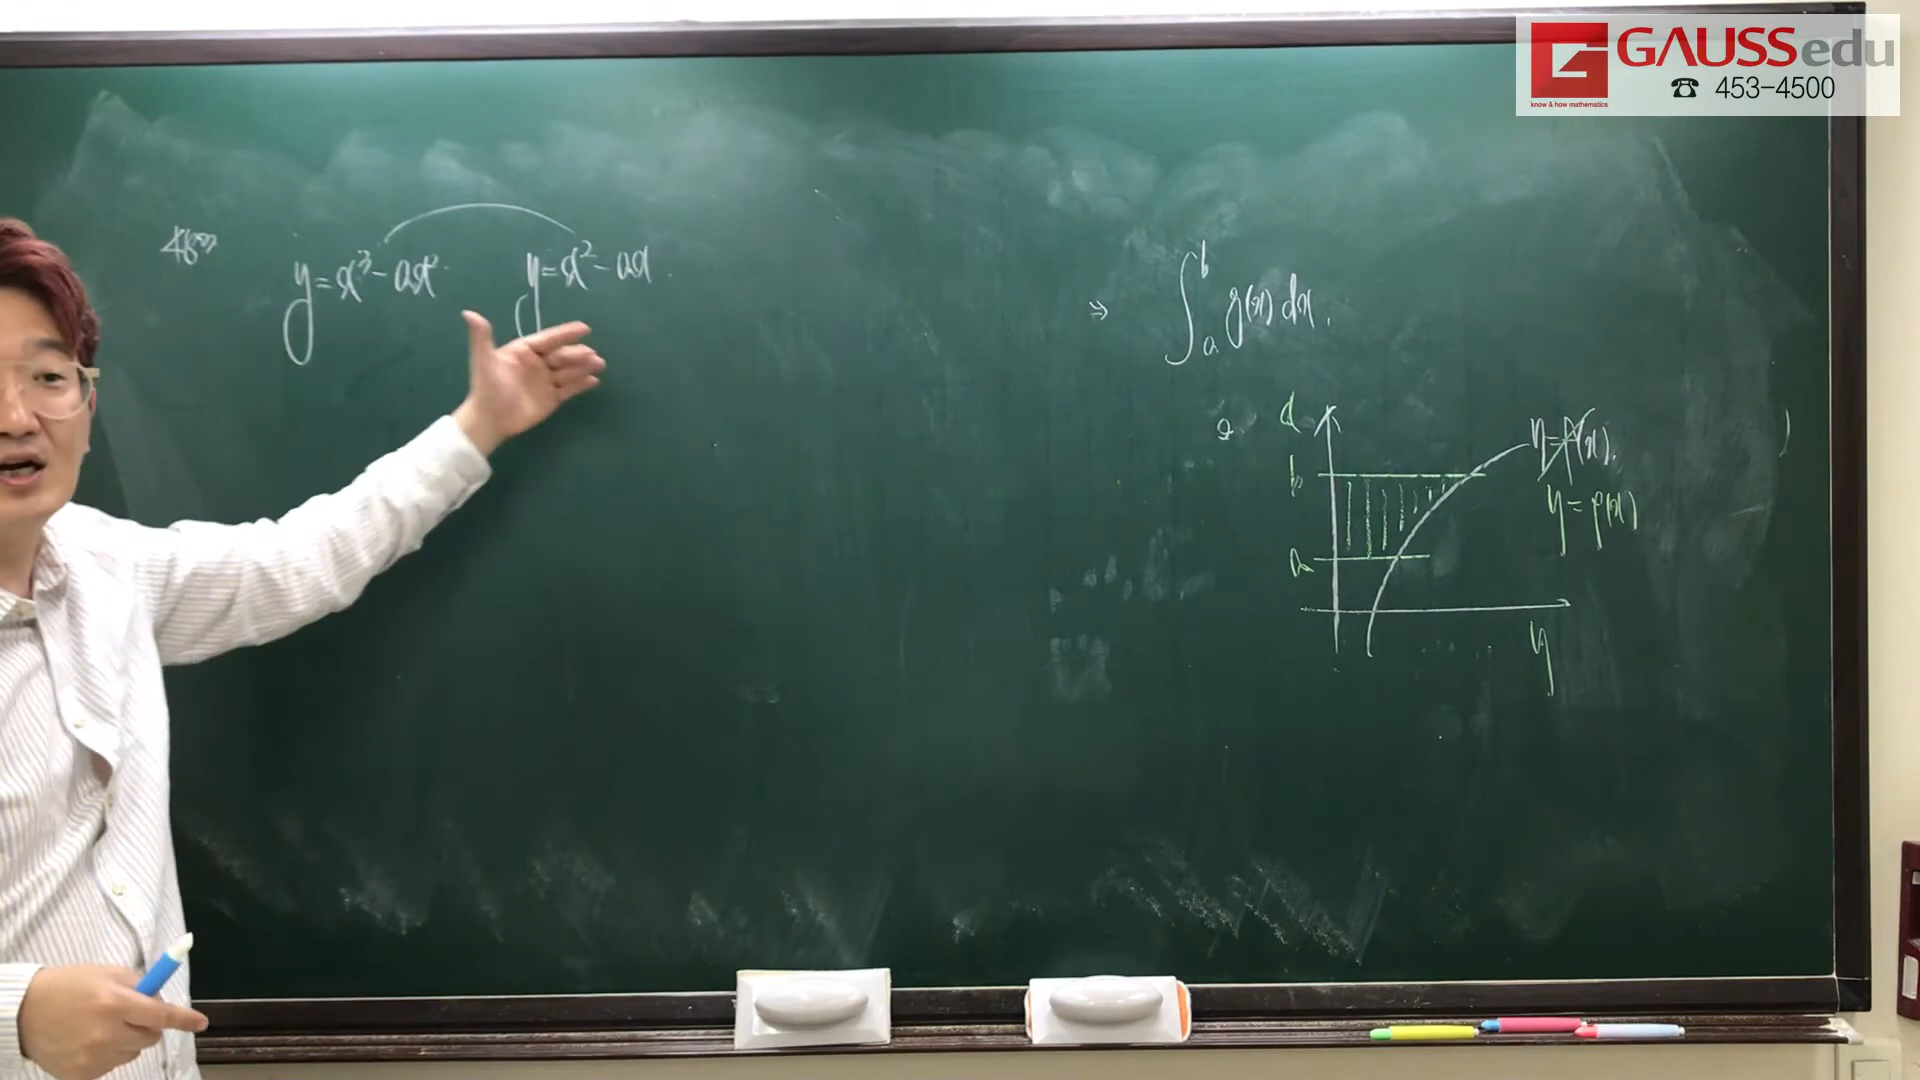 GAUSSedu
know & how mathematics
☎ 453-4500
y=x³-ax² y=x²-ax.
⇒ ∫ₐᵇ g(x) dx.
b
a
y=f(x).
y=g(x)
y